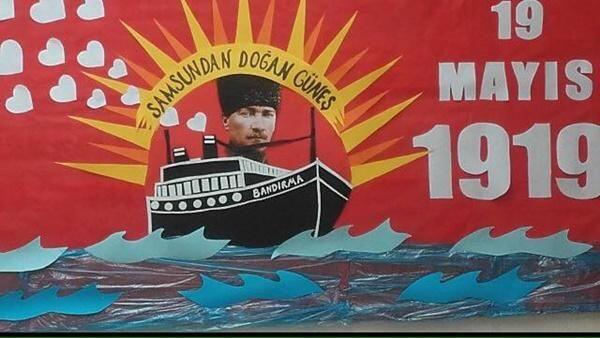 SAMSUNDAN DOĞAN GÜNEŞ
BANDIRMA
19
MAYIS
1919